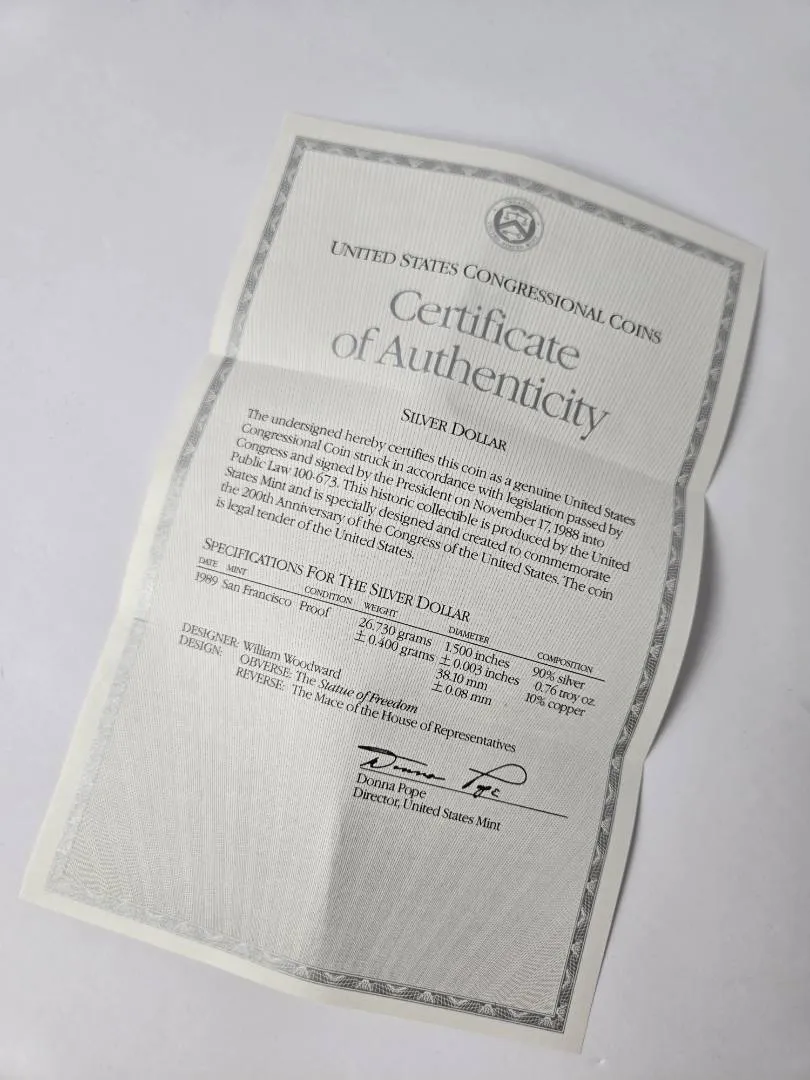 UNITED STATES CONGRESSIONAL COINS
Certificate
of Authenticity
SILVER DOLLAR
The undersigned hereby certifies this coin as a genuine United States
Congressional Coin struck in accordance with legislation passed by
Congress and signed by the President on November 17, 1988 into
Public Law 100-673. This historic collectible is produced by the United
States Mint and is specially designed and created to commemorate
the 200th Anniversary of the Congress of the United States. The coin
is legal tender of the United States.
SPECIFICATIONS FOR THE SILVER DOLLAR
DATE MINT CONDITION WEIGHT DIAMETER COMPOSITION
1989 San Francisco Proof 26.730 grams 1.500 inches 90% silver
± 0.400 grams ± 0.003 inches 0.76 troy oz.
38.10 mm 10% copper
± 0.08 mm
DESIGNER: William Woodward
DESIGN: OBVERSE: The Statue of Freedom
REVERSE: The Mace of the House of Representatives
Donna Pope
Donna Pope
Director, United States Mint